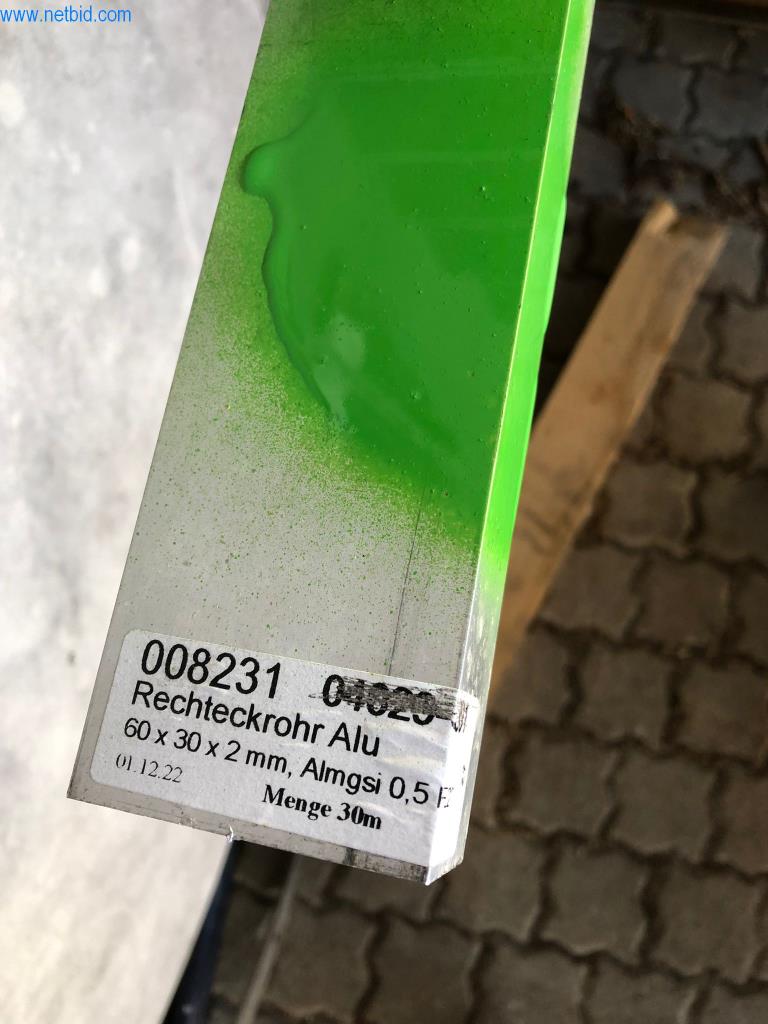 www.netbid.com
008231
Rechteckrohr Alu
60 x 30 x 2 mm, Almgsi 0,5
01.12.22
Menge 30m